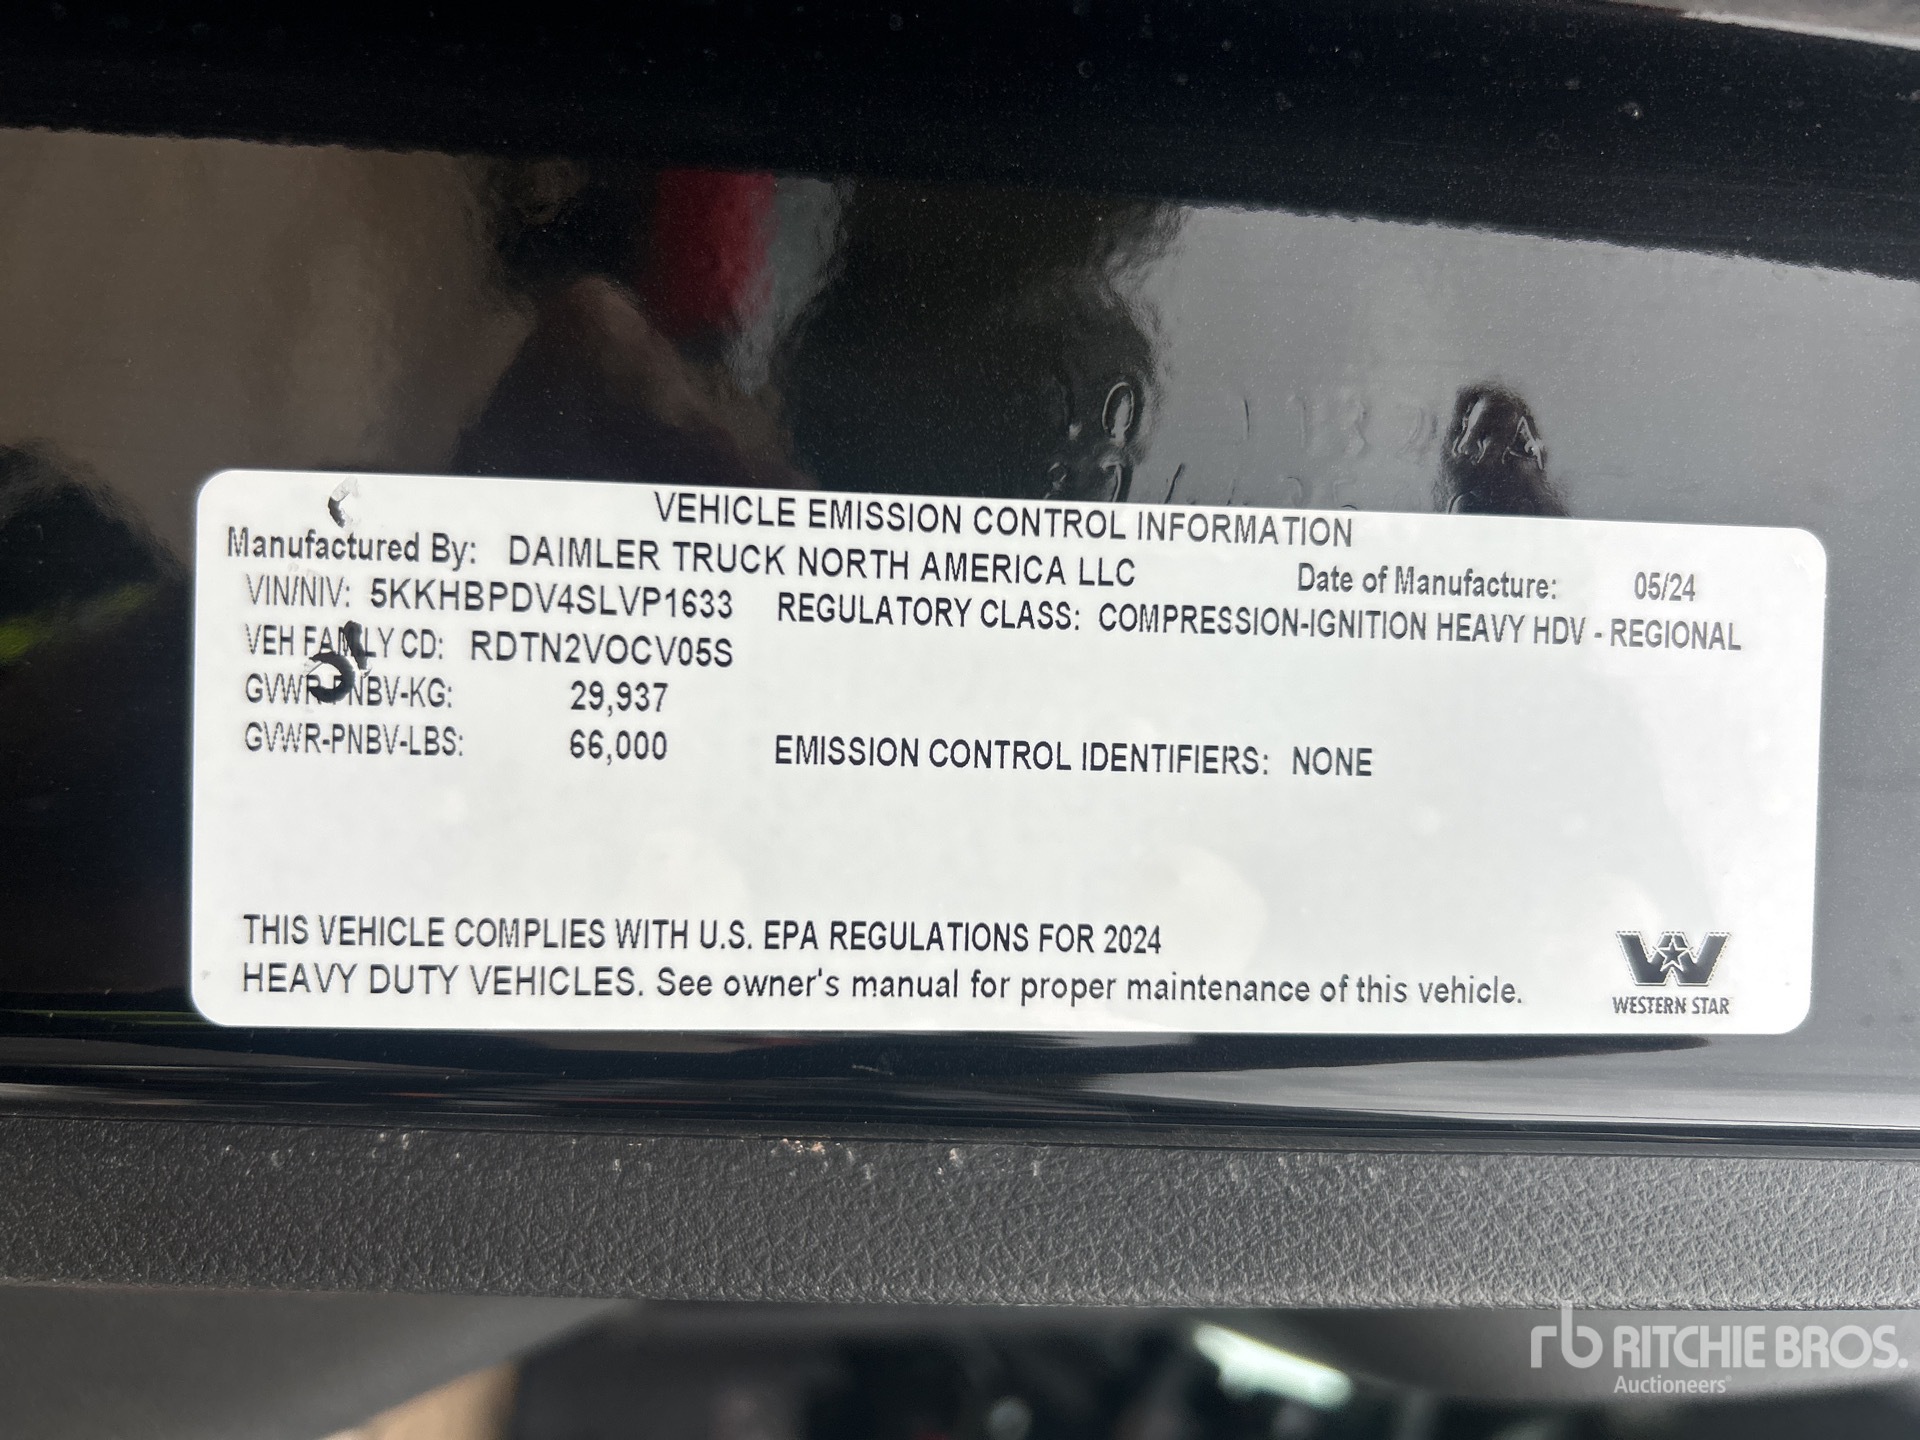 VEHICLE EMISSION CONTROL INFORMATION
Manufactured By: DAIMLER TRUCK NORTH AMERICA LLC
Date of Manufacture: 05/24
VIN/NIV: 5KKHBPDV4SLVP1633
REGULATORY CLASS: COMPRESSION-IGNITION HEAVY HDV - REGIONAL
VEH FAMLY CD: RDTN2VOCV05S
GVWR-PNBV-KG: 29,937
GVWR-PNBV-LBS: 66,000
EMISSION CONTROL IDENTIFIERS: NONE
THIS VEHICLE COMPLIES WITH U.S. EPA REGULATIONS FOR 2024
HEAVY DUTY VEHICLES. See owner's manual for proper maintenance of this vehicle.
WESTERN STAR
rb RITCHIE BROS.
Auctioneers